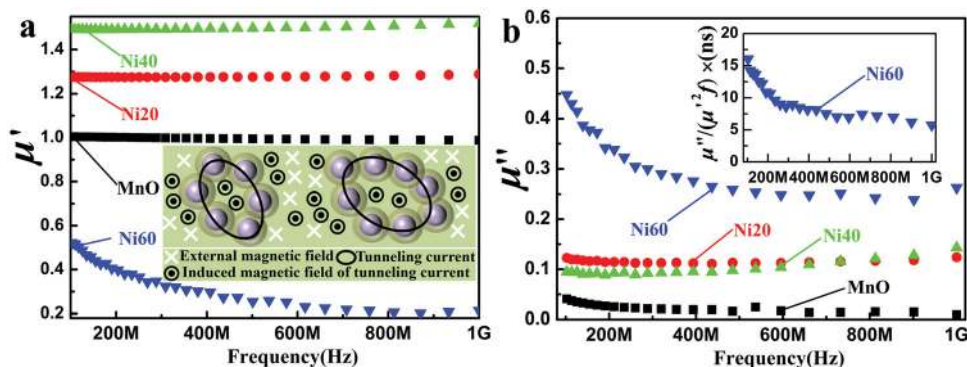 a
μ'
1.4
1.2
1.0
0.8
0.6
0.4
0.2
Ni40
Ni20
MnO
Ni60
External magnetic field
Tunneling current
Induced magnetic field of tunneling current
200M 400M 600M 800M 1G
Frequency(Hz)
b
μ''
0.6
0.5
0.4
0.3
0.2
0.1
0.0
μ''/(μ'²f) ×(ns)
20
15
10
5
0
Ni60
200M 400M 600M 800M 1G
Ni60
Ni20
Ni40
MnO
200M 400M 600M 800M 1G
Frequency(Hz)